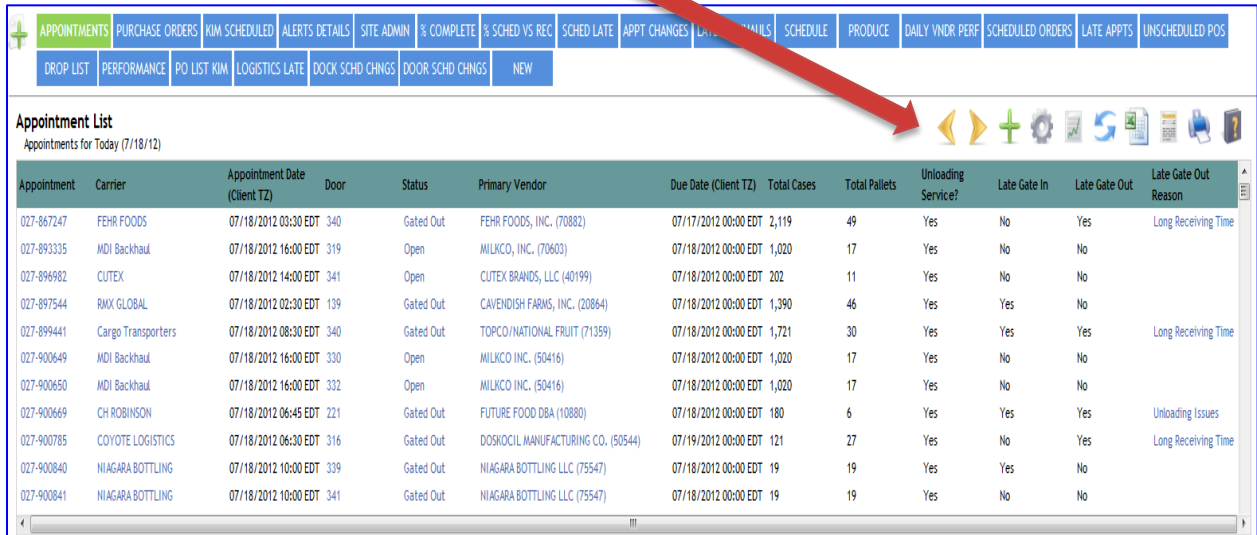 APPOINTMENTS PURCHASE ORDERS KIM SCHEDULED ALERTS DETAILS SITE ADMIN % COMPLETE % SCHED VS REC SCHED LATE APPT CHANGES SCHEDULE PRODUCE DAILY VNDR PERF SCHEDULED ORDERS LATE APPTS UNSCHEDULED POS
DROP LIST PERFORMANCE PO LIST KIM LOGISTICS LATE DOCK SCHD CHNGS DOOR SCHD CHNGS NEW
Appointment List
Appointments for Today (7/18/12)
Appointment Carrier Appointment Date (Client TZ) Door Status Primary Vendor Due Date (Client TZ) Total Cases Total Pallets Unloading Service? Late Gate In Late Gate Out Late Gate Out Reason
027-867247 FEHR FOODS 07/18/2012 03:30 EDT 340 Gated Out FEHR FOODS, INC. (70882) 07/17/2012 00:00 EDT 2,119 49 Yes No Yes Long Receiving Time
027-893335 MDI Backhaul 07/18/2012 16:00 EDT 319 Open MILKCO, INC. (70603) 07/18/2012 00:00 EDT 1,020 17 Yes No No
027-896982 CUTEX 07/18/2012 14:00 EDT 341 Open CUTEX BRANDS, LLC (40199) 07/18/2012 00:00 EDT 202 11 Yes No No
027-897544 RMX GLOBAL 07/18/2012 02:30 EDT 139 Gated Out CAVENDISH FARMS, INC. (20864) 07/18/2012 00:00 EDT 1,390 46 Yes Yes No
027-899441 Cargo Transporters 07/18/2012 08:30 EDT 340 Gated Out TOPCO/NATIONAL FRUIT (71359) 07/18/2012 00:00 EDT 1,721 30 Yes Yes Yes Long Receiving Time
027-900649 MDI Backhaul 07/18/2012 16:00 EDT 330 Open MILKCO INC. (50416) 07/18/2012 00:00 EDT 1,020 17 Yes No No
027-900650 MDI Backhaul 07/18/2012 16:00 EDT 332 Open MILKCO INC. (50416) 07/18/2012 00:00 EDT 1,020 17 Yes No No
027-900669 CH ROBINSON 07/18/2012 06:45 EDT 221 Gated Out FUTURE FOOD DBA (10880) 07/18/2012 00:00 EDT 180 6 Yes Yes Yes Unloading Issues
027-900785 COYOTE LOGISTICS 07/18/2012 06:30 EDT 316 Gated Out DOSKOCIL MANUFACTURING CO. (50544) 07/19/2012 00:00 EDT 121 27 Yes No Yes Long Receiving Time
027-900840 NIAGARA BOTTLING 07/18/2012 10:00 EDT 339 Gated Out NIAGARA BOTTLING LLC (75547) 07/18/2012 00:00 EDT 19 19 Yes Yes No
027-900841 NIAGARA BOTTLING 07/18/2012 10:00 EDT 341 Gated Out NIAGARA BOTTLING LLC (75547) 07/18/2012 00:00 EDT 19 19 Yes No No